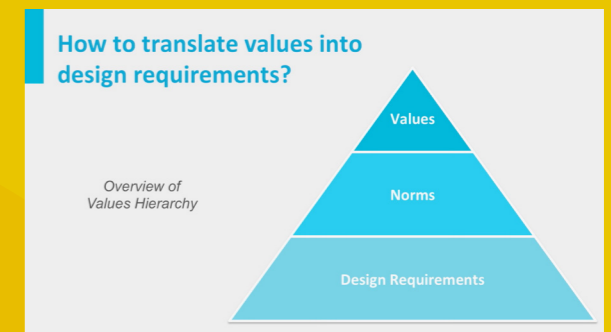 How to translate values into
design requirements?
Values
Overview of
Values Hierarchy
Norms
Design Requirements